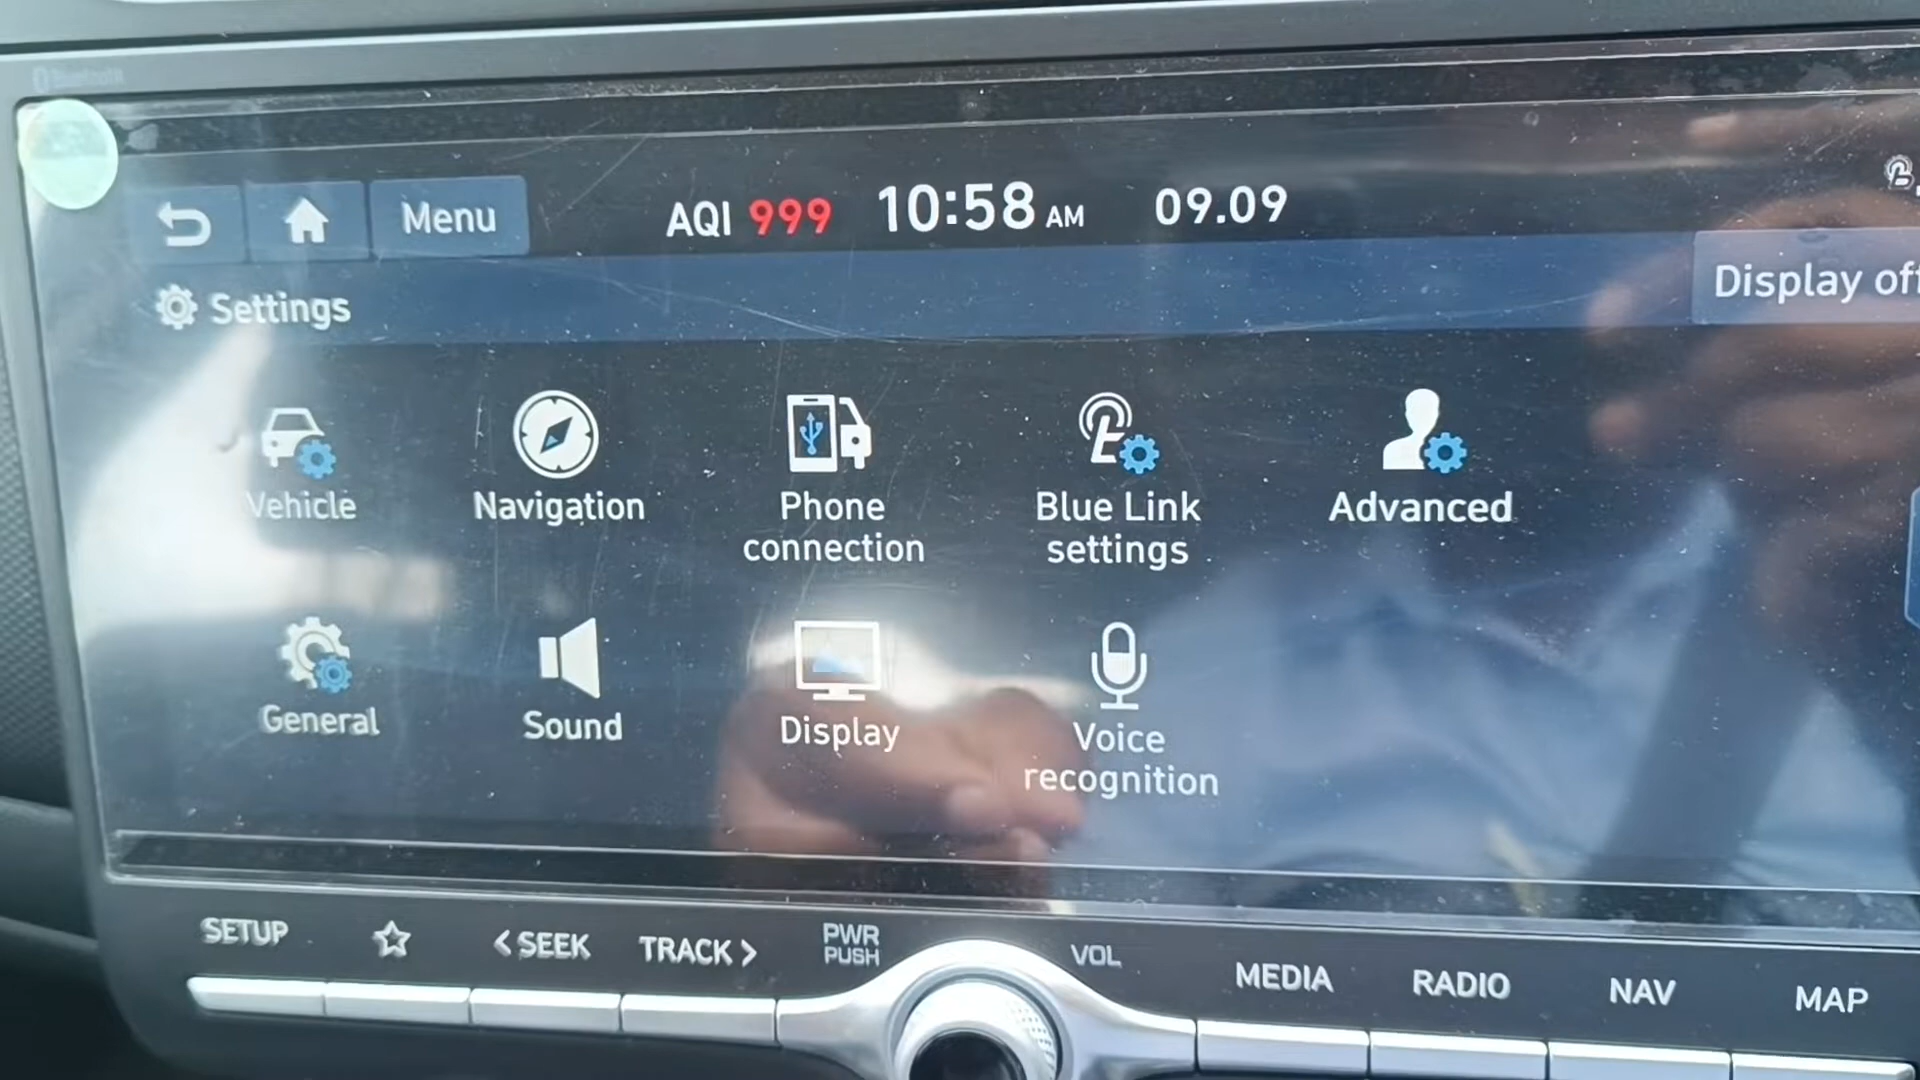 Bluetooth
Menu
AQI 999
10:58 AM
09.09
Settings
Display off
Vehicle
Navigation
Phone
connection
Blue Link
settings
Advanced
General
Sound
Display
Voice
recognition
SETUP
< SEEK
TRACK >
PWR
PUSH
VOL
MEDIA
RADIO
NAV
MAP